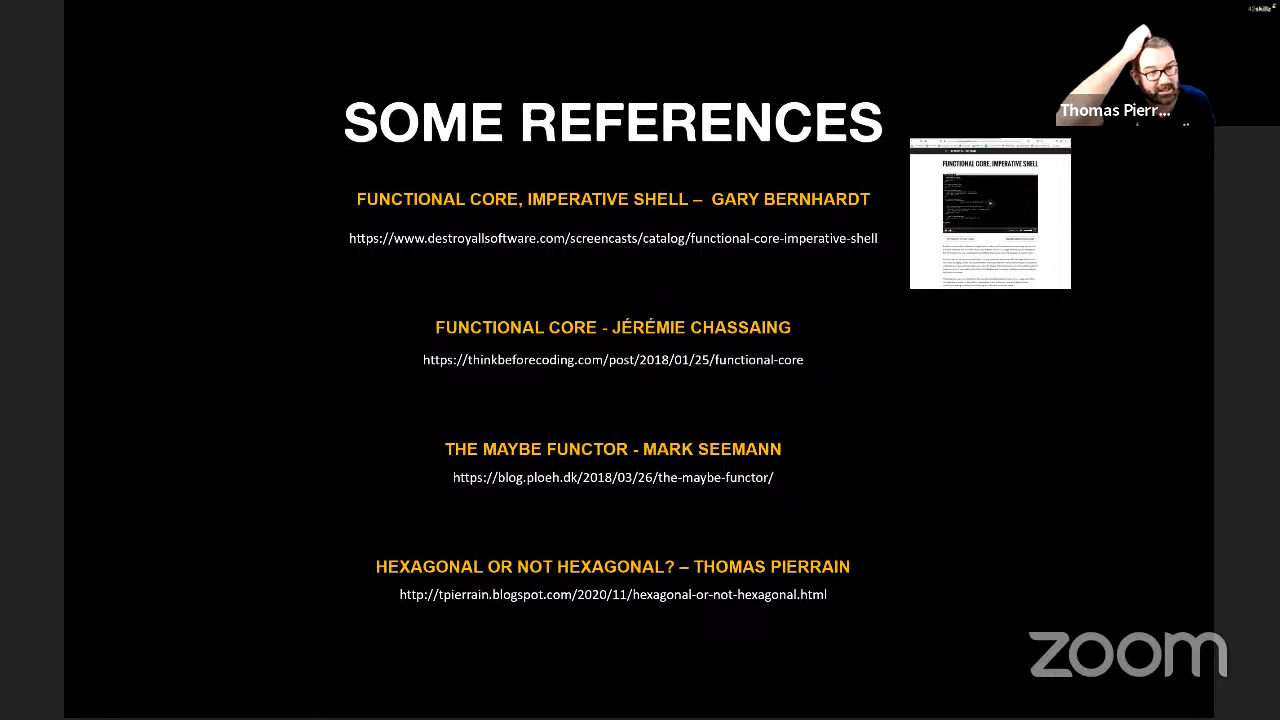 42skillz
Thomas Pierr...
SOME REFERENCES
FUNCTIONAL CORE, IMPERATIVE SHELL
FUNCTIONAL CORE, IMPERATIVE SHELL – GARY BERNHARDT
https://www.destroyallsoftware.com/screencasts/catalog/functional-core-imperative-shell
FUNCTIONAL CORE - JÉRÉMIE CHASSAING
https://thinkbeforecoding.com/post/2018/01/25/functional-core
THE MAYBE FUNCTOR - MARK SEEMANN
https://blog.ploeh.dk/2018/03/26/the-maybe-functor/
HEXAGONAL OR NOT HEXAGONAL? – THOMAS PIERRAIN
http://tpierrain.blogspot.com/2020/11/hexagonal-or-not-hexagonal.html
zoom